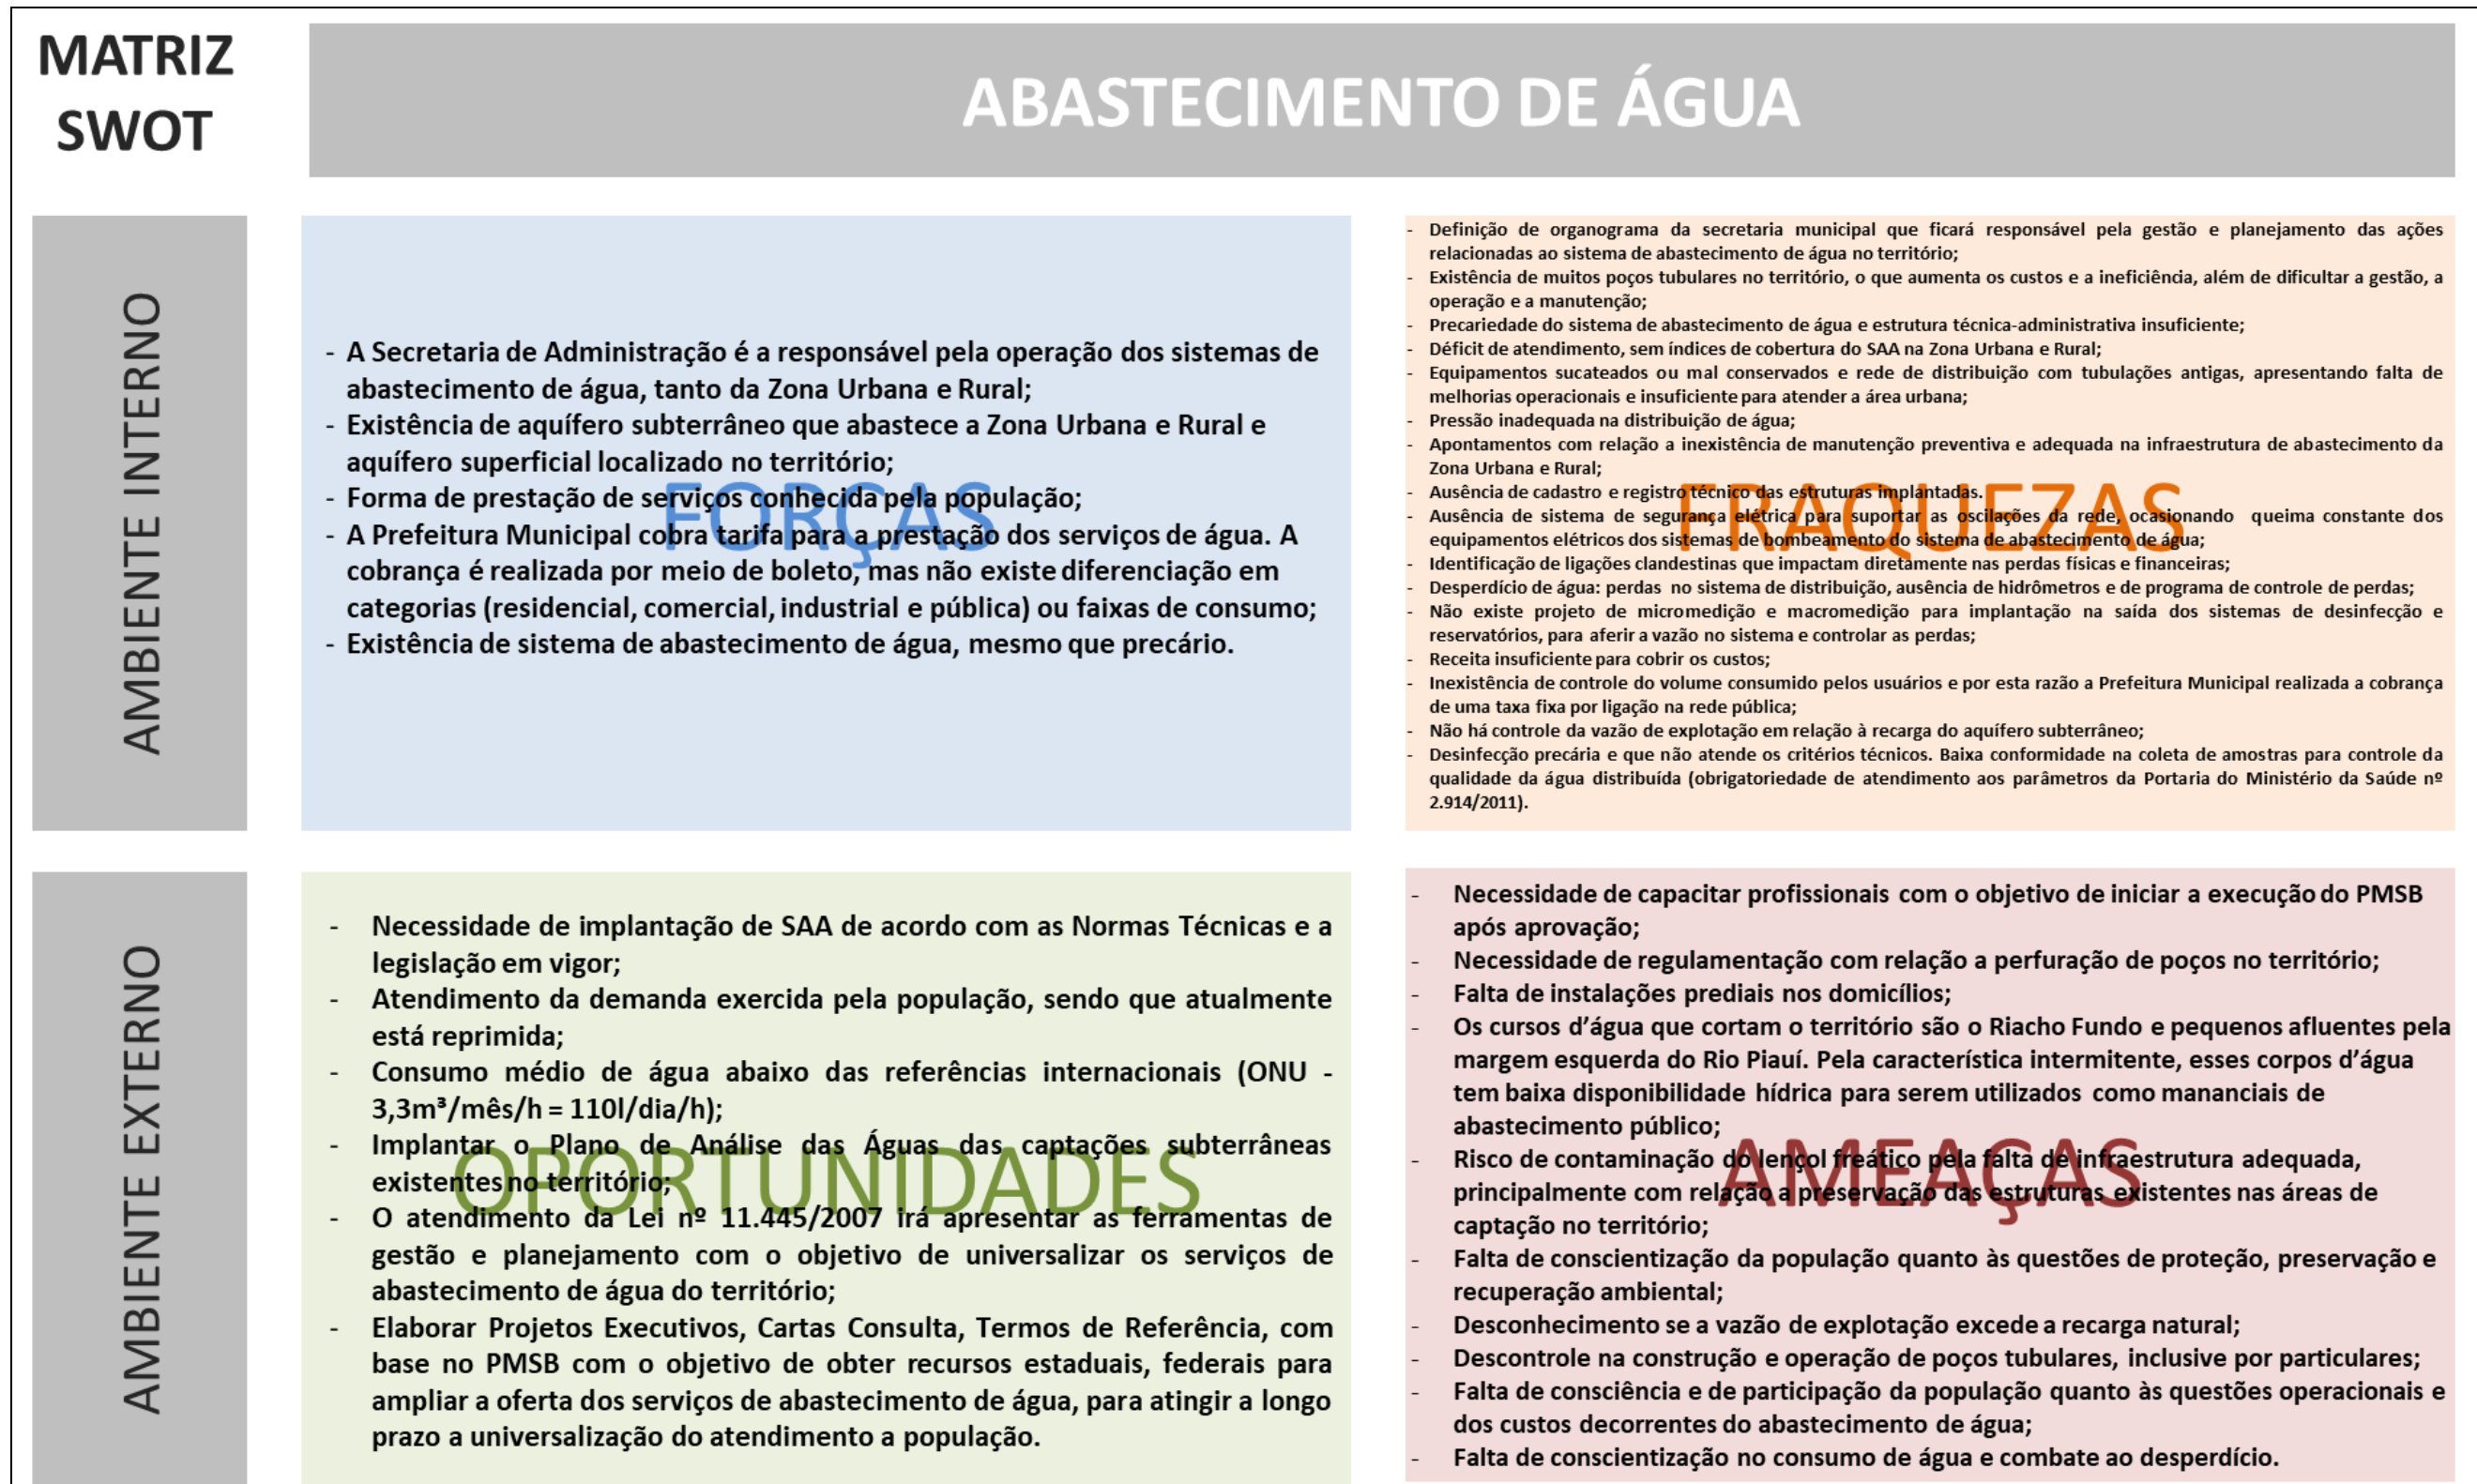 MATRIZ
SWOT
ABASTECIMENTO DE ÁGUA
AMBIENTE INTERNO
- A Secretaria de Administração é a responsável pela operação dos sistemas de
abastecimento de água, tanto da Zona Urbana e Rural;
- Existência de aquífero subterrâneo que abastece a Zona Urbana e Rural e
aquífero superficial localizado no território;
- Forma de prestação de serviços conhecida pela população;
- A Prefeitura Municipal cobra tarifa para a prestação dos serviços de água. A
cobrança é realizada por meio de boleto, mas não existe diferenciação em
categorias (residencial, comercial, industrial e pública) ou faixas de consumo;
- Existência de sistema de abastecimento de água, mesmo que precário.
FORÇAS
- Definição de organograma da secretaria municipal que ficará responsável pela gestão e planejamento das ações
relacionadas ao sistema de abastecimento de água no território;
- Existência de muitos poços tubulares no território, o que aumenta os custos e a ineficiência, além de dificultar a gestão, a
operação e a manutenção;
- Precariedade do sistema de abastecimento de água e estrutura técnica-administrativa insuficiente;
- Déficit de atendimento, sem índices de cobertura do SAA na Zona Urbana e Rural;
- Equipamentos sucateados ou mal conservados e rede de distribuição com tubulações antigas, apresentando falta de
melhorias operacionais e insuficiente para atender a área urbana;
- Pressão inadequada na distribuição de água;
- Apontamentos com relação a inexistência de manutenção preventiva e adequada na infraestrutura de abastecimento da
Zona Urbana e Rural;
- Ausência de cadastro e registro técnico das estruturas implantadas.
- Ausência de sistema de segurança elétrica para suportar as oscilações da rede, ocasionando queima constante dos
equipamentos elétricos dos sistemas de bombeamento do sistema de abastecimento de água;
- Identificação de ligações clandestinas que impactam diretamente nas perdas físicas e financeiras;
- Desperdício de água: perdas no sistema de distribuição, ausência de hidrômetros e de programa de controle de perdas;
- Não existe projeto de micromedição e macromedição para implantação na saída dos sistemas de desinfecção e
reservatórios, para aferir a vazão no sistema e controlar as perdas;
- Receita insuficiente para cobrir os custos;
- Inexistência de controle do volume consumido pelos usuários e por esta razão a Prefeitura Municipal realizada a cobrança
de uma taxa fixa por ligação na rede pública;
- Não há controle da vazão de explotação em relação à recarga do aquífero subterrâneo;
- Desinfecção precária e que não atende os critérios técnicos. Baixa conformidade na coleta de amostras para controle da
qualidade da água distribuída (obrigatoriedade de atendimento aos parâmetros da Portaria do Ministério da Saúde nº
2.914/2011).
FRAQUEZAS
AMBIENTE EXTERNO
- Necessidade de implantação de SAA de acordo com as Normas Técnicas e a
legislação em vigor;
- Atendimento da demanda exercida pela população, sendo que atualmente
está reprimida;
- Consumo médio de água abaixo das referências internacionais (ONU -
3,3m³/mês/h = 110l/dia/h);
- Implantar o Plano de Análise das Águas das captações subterrâneas
existentes no território;
- O atendimento da Lei nº 11.445/2007 irá apresentar as ferramentas de
gestão e planejamento com o objetivo de universalizar os serviços de
abastecimento de água do território;
- Elaborar Projetos Executivos, Cartas Consulta, Termos de Referência, com
base no PMSB com o objetivo de obter recursos estaduais, federais para
ampliar a oferta dos serviços de abastecimento de água, para atingir a longo
prazo a universalização do atendimento a população.
OPORTUNIDADES
- Necessidade de capacitar profissionais com o objetivo de iniciar a execução do PMSB
após aprovação;
- Necessidade de regulamentação com relação a perfuração de poços no território;
- Falta de instalações prediais nos domicílios;
- Os cursos d’água que cortam o território são o Riacho Fundo e pequenos afluentes pela
margem esquerda do Rio Piauí. Pela característica intermitente, esses corpos d’água
tem baixa disponibilidade hídrica para serem utilizados como mananciais de
abastecimento público;
- Risco de contaminação do lençol freático pela falta de infraestrutura adequada,
principalmente com relação a preservação das estruturas existentes nas áreas de
captação no território;
- Falta de conscientização da população quanto às questões de proteção, preservação e
recuperação ambiental;
- Desconhecimento se a vazão de explotação excede a recarga natural;
- Descontrole na construção e operação de poços tubulares, inclusive por particulares;
- Falta de consciência e de participação da população quanto às questões operacionais e
dos custos decorrentes do abastecimento de água;
- Falta de conscientização no consumo de água e combate ao desperdício.
AMEAÇAS